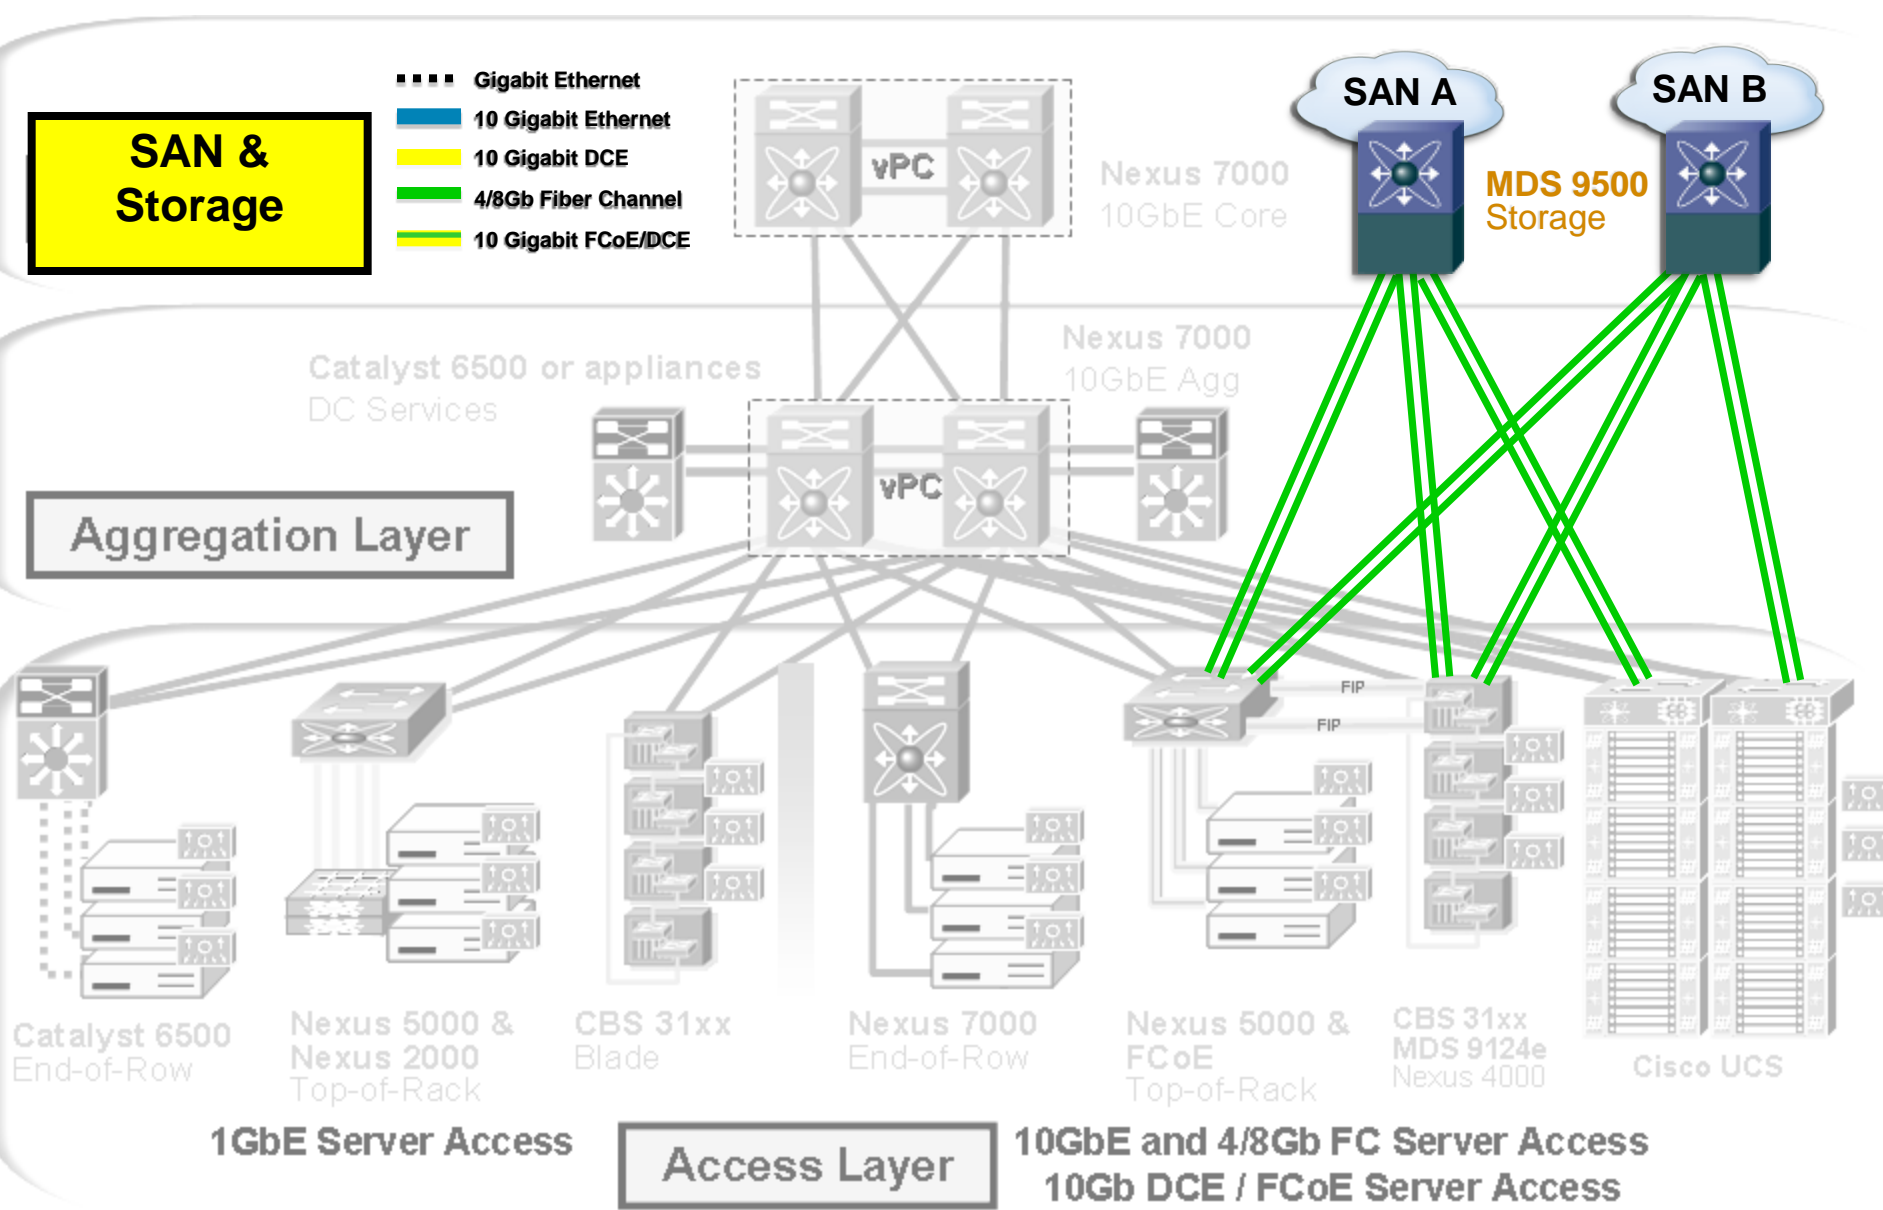 SAN &
Storage
Gigabit Ethernet
10 Gigabit Ethernet
10 Gigabit DCE
4/8Gb Fiber Channel
10 Gigabit FCoE/DCE
vPC
Nexus 7000
10GbE Core
SAN A
SAN B
MDS 9500
Storage
Catalyst 6500 or appliances
DC Services
Nexus 7000
10GbE Agg
vPC
Aggregation Layer
FIP
FIP
Catalyst 6500
End-of-Row
Nexus 5000 &
Nexus 2000
Top-of-Rack
CBS 31xx
Blade
Nexus 7000
End-of-Row
Nexus 5000 &
FCoE
Top-of-Rack
CBS 31xx
MDS 9124e
Nexus 4000
Cisco UCS
1GbE Server Access
Access Layer
10GbE and 4/8Gb FC Server Access
10Gb DCE / FCoE Server Access